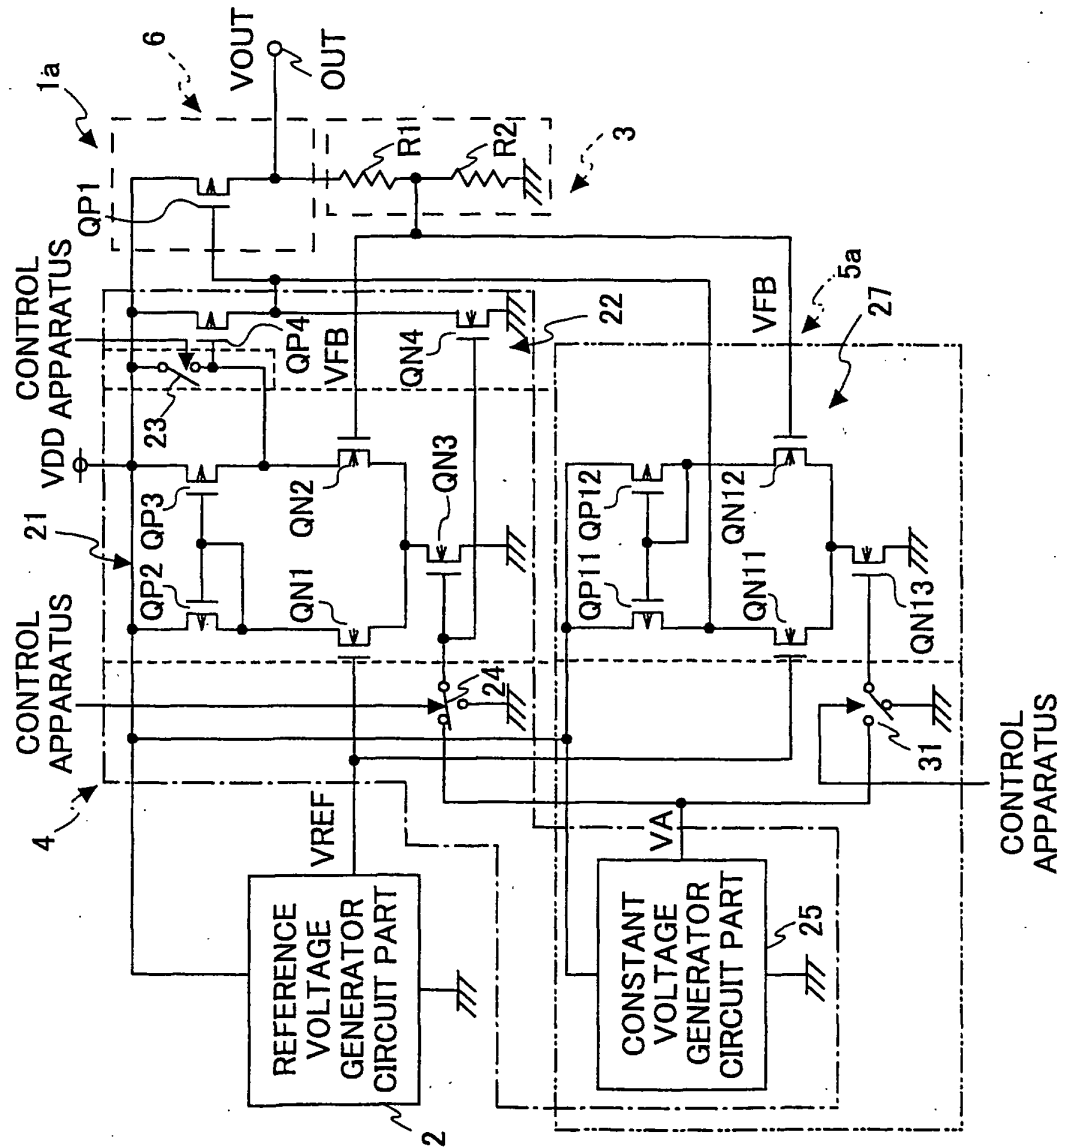 1a
6
VOUT
OUT
QP1
R1
R2
3
CONTROL
APPARATUS
VDD
23
QP4
VFB
QN4
22
VFB
5a
27
21
QP2
QP3
QN1
QN2
QN3
QP11
QP12
QN11
QN12
QN13
CONTROL
APPARATUS
24
31
CONTROL
APPARATUS
4
VREF
VA
REFERENCE
VOLTAGE
GENERATOR
CIRCUIT PART
2
CONSTANT
VOLTAGE
GENERATOR
CIRCUIT PART
25